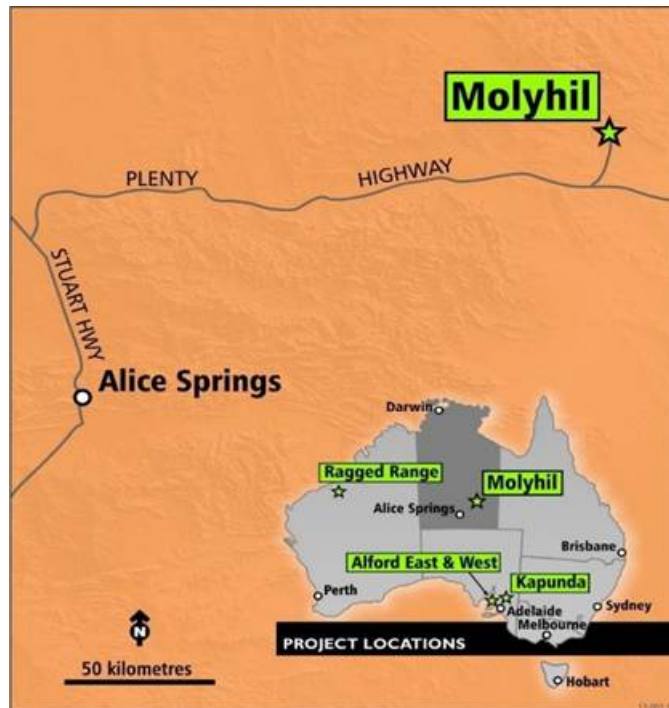 Molyhil
PLENTY
HIGHWAY
STUART HWY
Alice Springs
Darwin
Ragged Range
Molyhil
Alice Springs
Brisbane
Alford East & West
Kapunda
Perth
Adelaide
Sydney
Melbourne
N
PROJECT LOCATIONS
50 kilometres
Hobart